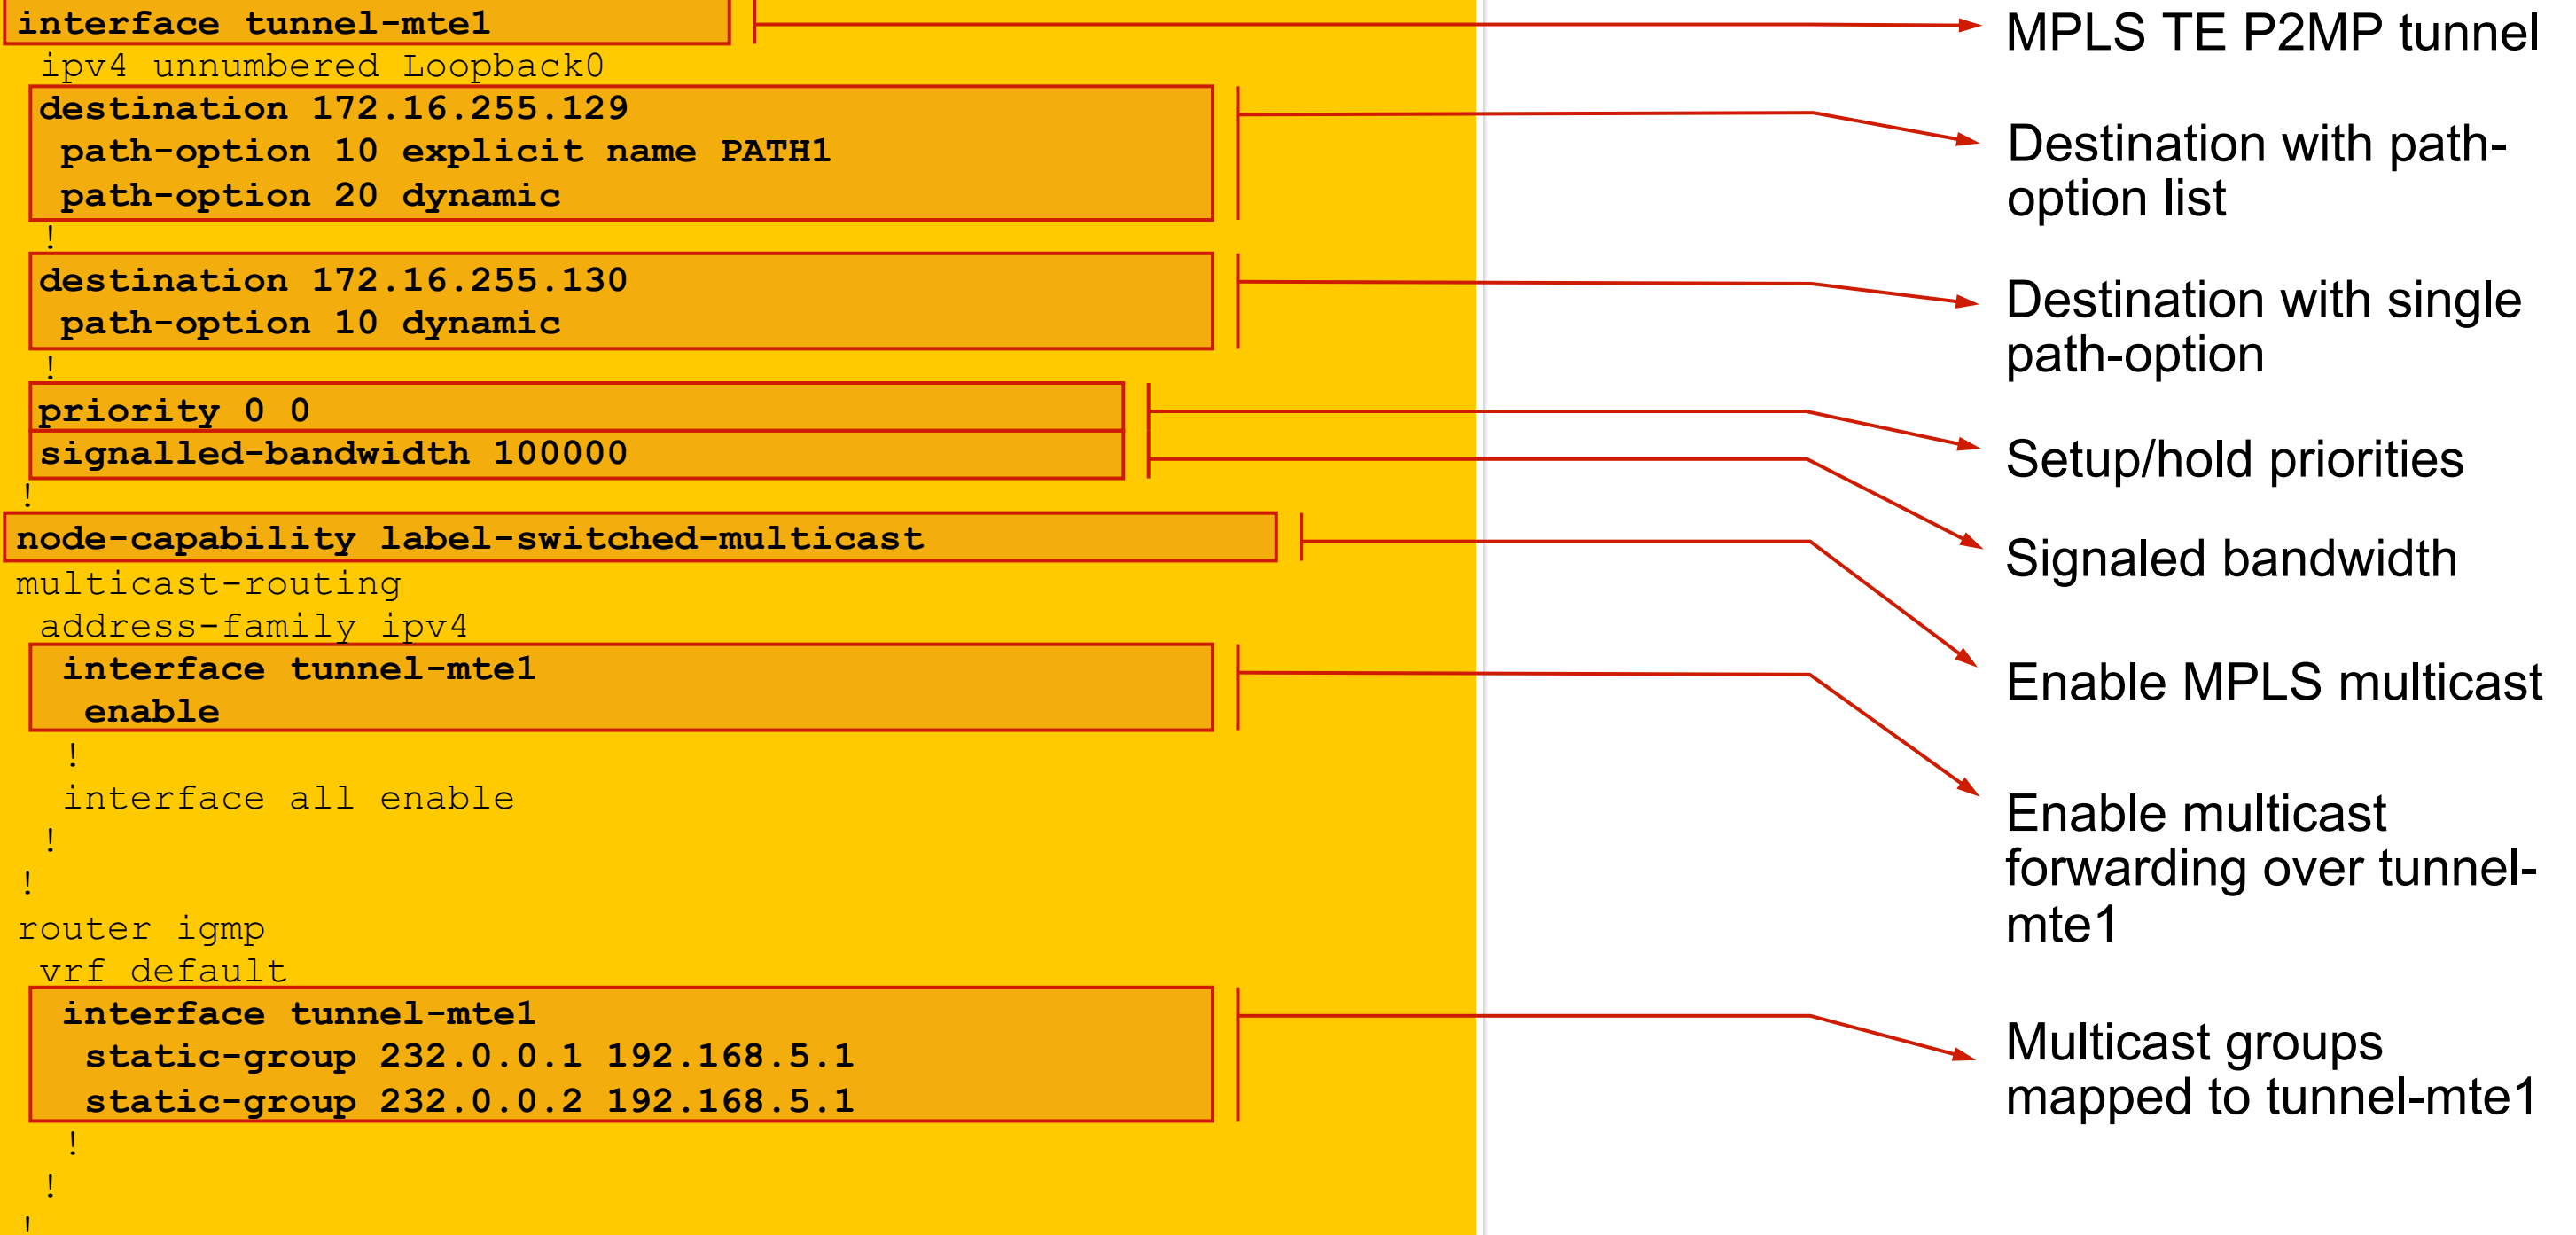 interface tunnel-mte1
ipv4 unnumbered Loopback0
destination 172.16.255.129
path-option 10 explicit name PATH1
path-option 20 dynamic
!
destination 172.16.255.130
path-option 10 dynamic
!
priority 0 0
signalled-bandwidth 100000
!
node-capability label-switched-multicast
multicast-routing
address-family ipv4
interface tunnel-mte1
enable
!
interface all enable
!
!
router igmp
vrf default
interface tunnel-mte1
static-group 232.0.0.1 192.168.5.1
static-group 232.0.0.2 192.168.5.1
!
!
!
MPLS TE P2MP tunnel
Destination with path-
option list
Destination with single
path-option
Setup/hold priorities
Signaled bandwidth
Enable MPLS multicast
Enable multicast
forwarding over tunnel-
mte1
Multicast groups
mapped to tunnel-mte1